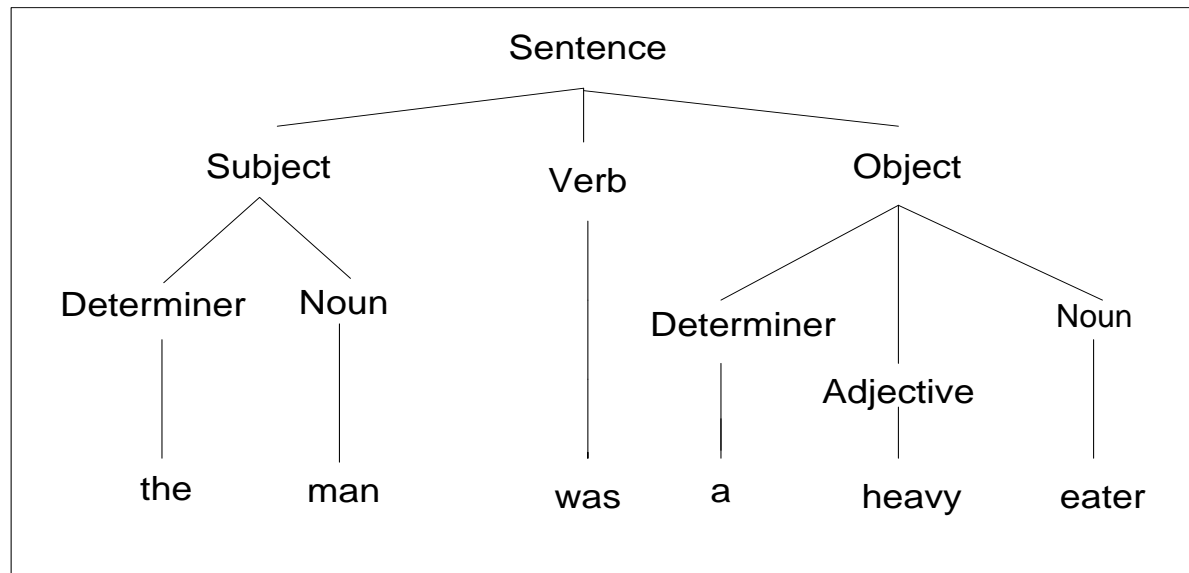 Sentence
Subject Verb Object
Determiner Noun Determiner Noun
Adjective
the man was a heavy eater